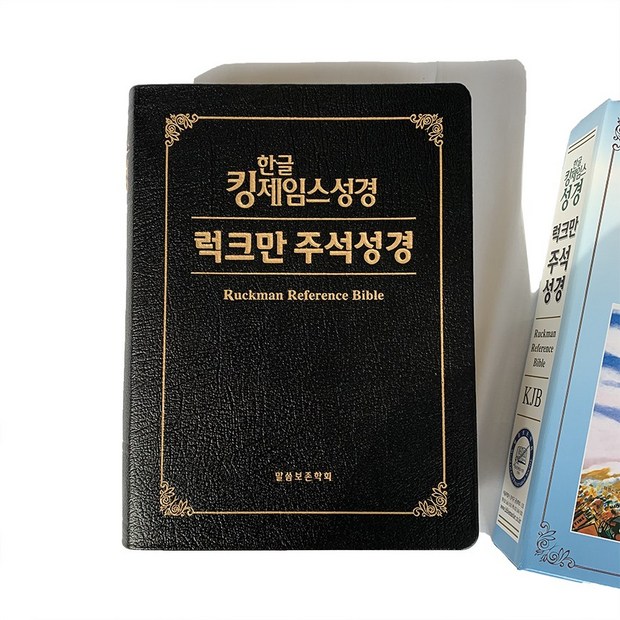 한글
킹제임스성경
럭크만 주석성경
Ruckman Reference Bible
말씀보존학회
한글
킹제임스
성경
럭크만
주석
성경
Ruckman
Reference
Bible
KJB